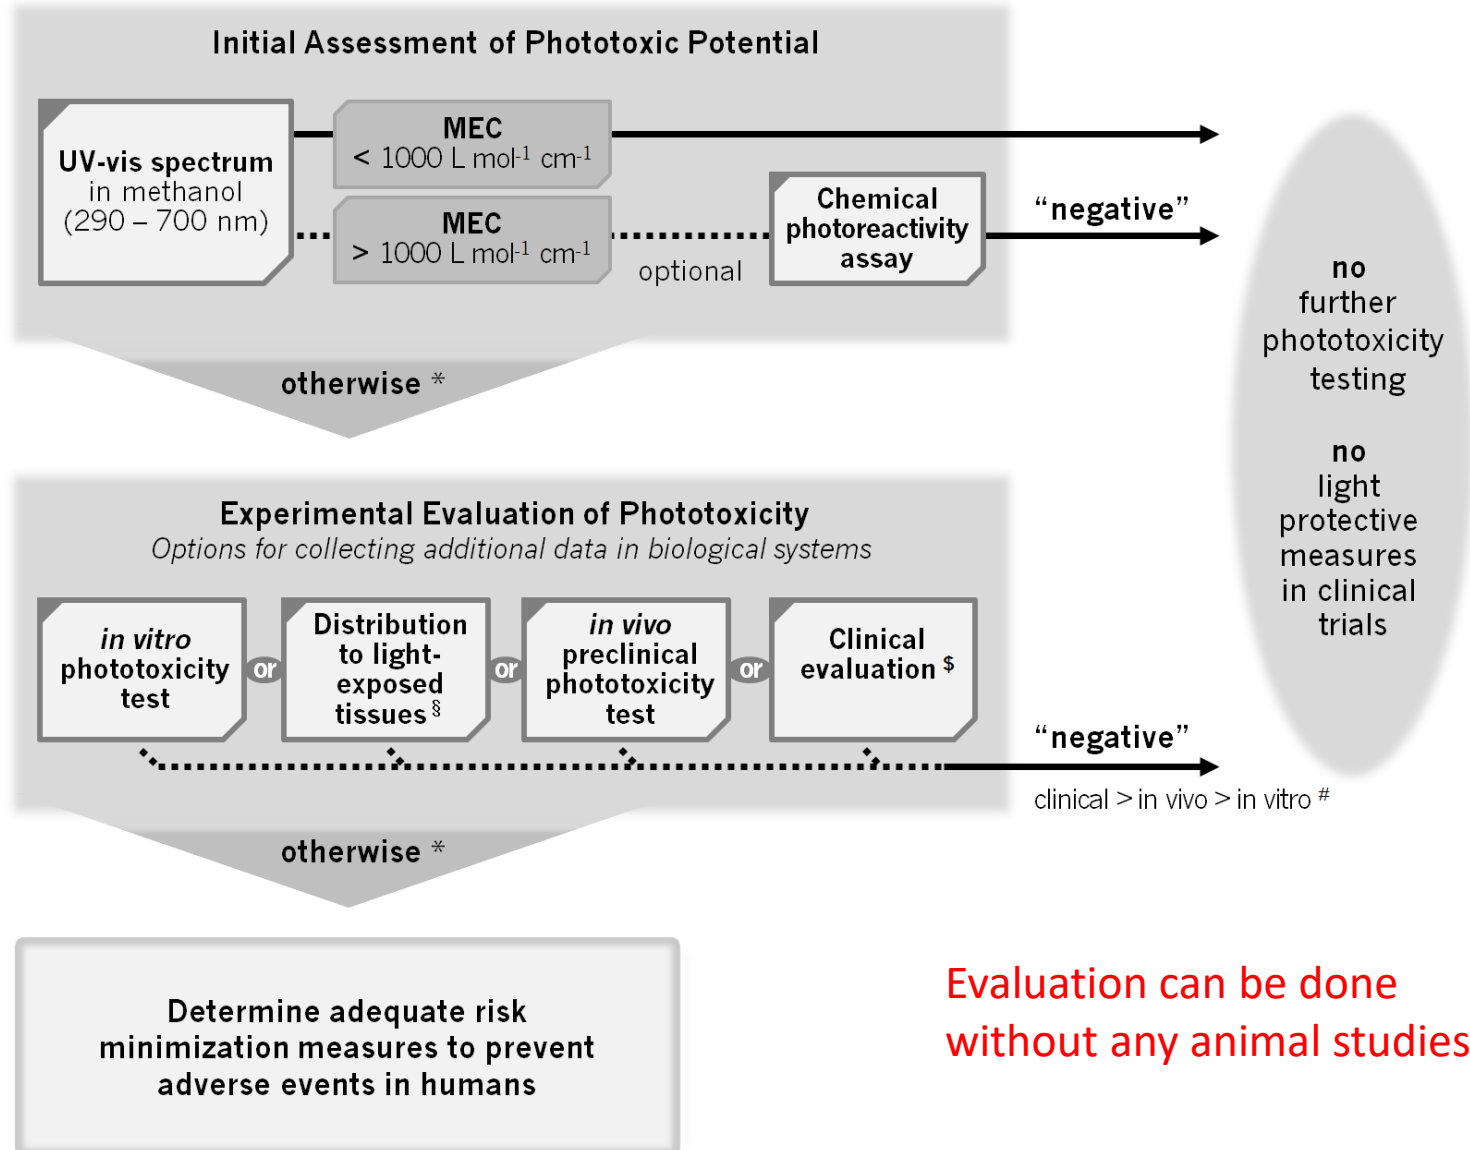 Initial Assessment of Phototoxic Potential
UV-vis spectrum
in methanol
(290 – 700 nm)
MEC
< 1000 L mol-1 cm-1
MEC
> 1000 L mol-1 cm-1
optional
Chemical
photoreactivity
assay
“negative”
otherwise *
no
further
phototoxicity
testing
no
light
protective
measures
in clinical
trials
Experimental Evaluation of Phototoxicity
Options for collecting additional data in biological systems
in vitro
phototoxicity
test
or
Distribution
to light-
exposed
tissues §
or
in vivo
preclinical
phototoxicity
test
or
Clinical
evaluation $
“negative”
clinical > in vivo > in vitro #
otherwise *
Determine adequate risk
minimization measures to prevent
adverse events in humans
Evaluation can be done
without any animal studies